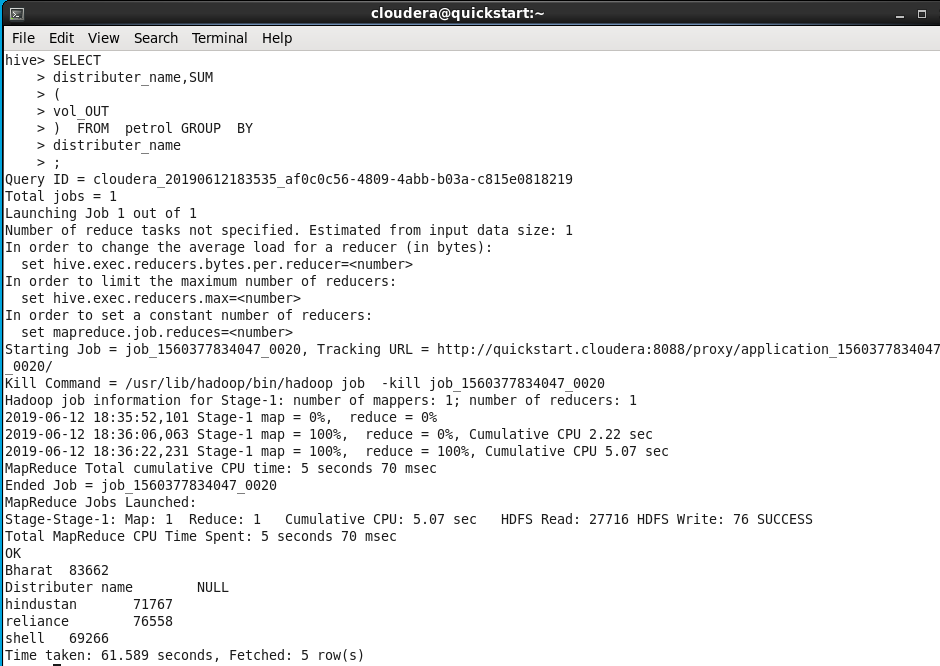 cloudera@quickstart:~
File Edit View Search Terminal Help
hive> SELECT
    > distributer_name,SUM
    > (
    > vol_OUT
    > )  FROM  petrol GROUP  BY
    > distributer_name
    > ;
Query ID = cloudera_20190612183535_af0c0c56-4809-4abb-b03a-c815e0818219
Total jobs = 1
Launching Job 1 out of 1
Number of reduce tasks not specified. Estimated from input data size: 1
In order to change the average load for a reducer (in bytes):
  set hive.exec.reducers.bytes.per.reducer=<number>
In order to limit the maximum number of reducers:
  set hive.exec.reducers.max=<number>
In order to set a constant number of reducers:
  set mapreduce.job.reduces=<number>
Starting Job = job_1560377834047_0020, Tracking URL = http://quickstart.cloudera:8088/proxy/application_1560377834047
_0020/
Kill Command = /usr/lib/hadoop/bin/hadoop job  -kill job_1560377834047_0020
Hadoop job information for Stage-1: number of mappers: 1; number of reducers: 1
2019-06-12 18:35:52,101 Stage-1 map = 0%,  reduce = 0%
2019-06-12 18:36:06,063 Stage-1 map = 100%,  reduce = 0%, Cumulative CPU 2.22 sec
2019-06-12 18:36:22,231 Stage-1 map = 100%,  reduce = 100%, Cumulative CPU 5.07 sec
MapReduce Total cumulative CPU time: 5 seconds 70 msec
Ended Job = job_1560377834047_0020
MapReduce Jobs Launched:
Stage-Stage-1: Map: 1  Reduce: 1   Cumulative CPU: 5.07 sec   HDFS Read: 27716 HDFS Write: 76 SUCCESS
Total MapReduce CPU Time Spent: 5 seconds 70 msec
OK
Bharat  83662
Distributer name        NULL
hindustan       71767
reliance        76558
shell   69266
Time taken: 61.589 seconds, Fetched: 5 row(s)